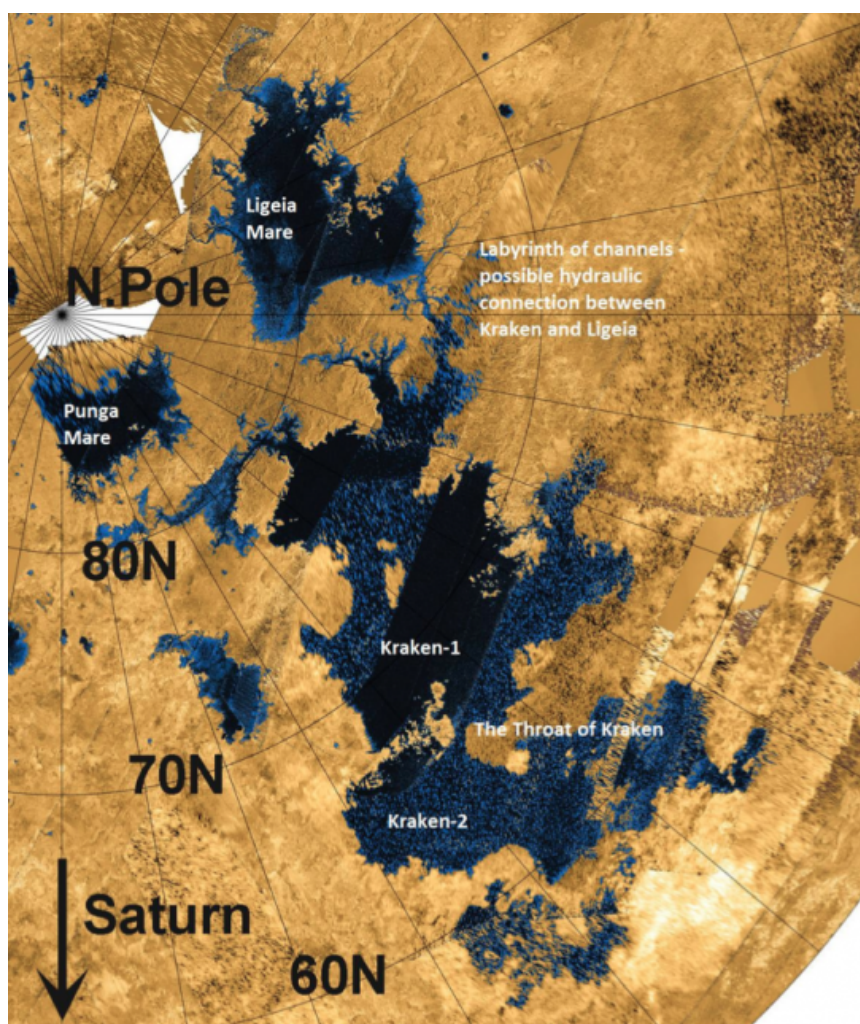 Ligeia
Mare
Labyrinth of channels -
possible hydraulic
connection between
Kraken and Ligeia
N.Pole
Punga
Mare
80N
Kraken-1
The Throat of Kraken
70N
Kraken-2
Saturn
60N